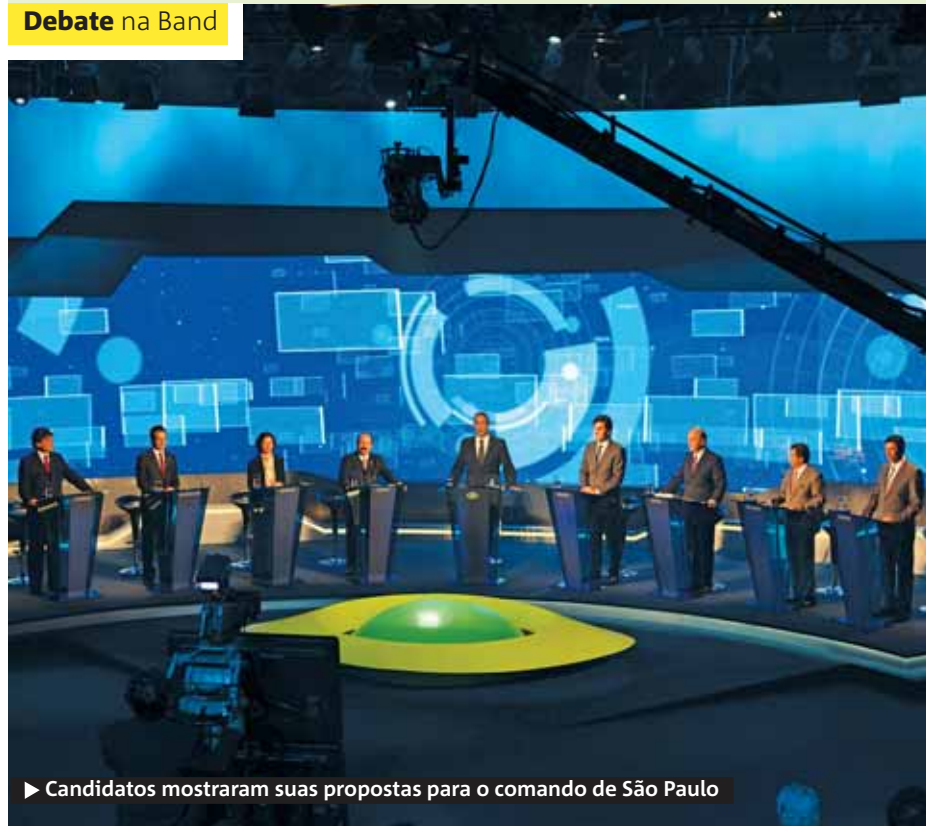 Debate na Band
▶ Candidatos mostraram suas propostas para o comando de São Paulo